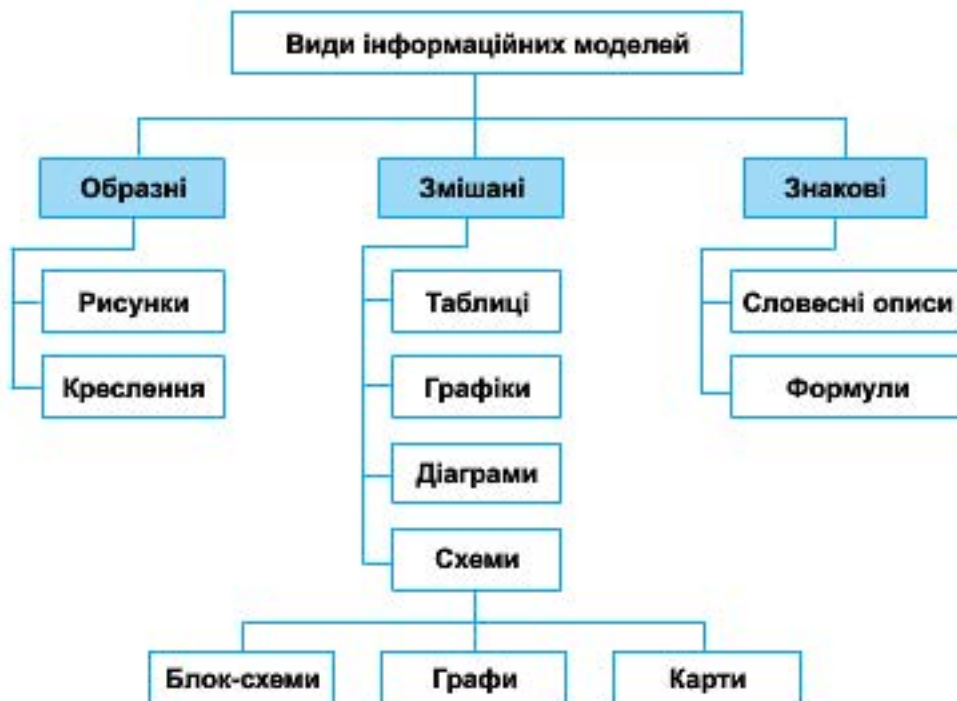 Види інформаційних моделей
Образні
Змішані
Знакові
Рисунки
Таблиці
Словесні описи
Креслення
Графіки
Формули
Діаграми
Схеми
Блок-схеми
Графи
Карти